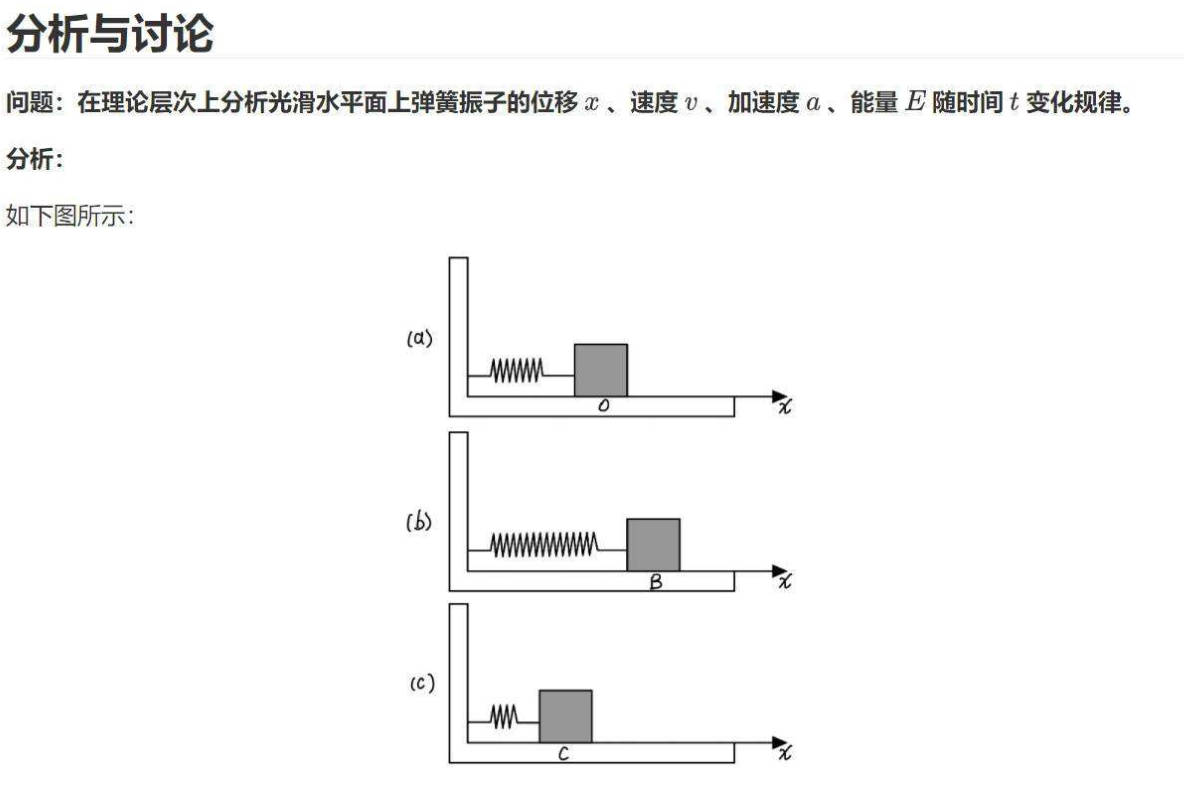 分析与讨论
问题：在理论层次上分析光滑水平面上弹簧振子的位移 x 、速度 v 、加速度 a 、能量 E 随时间 t 变化规律。
分析：
如下图所示：
(a)
O
x
(b)
B
x
(c)
C
x